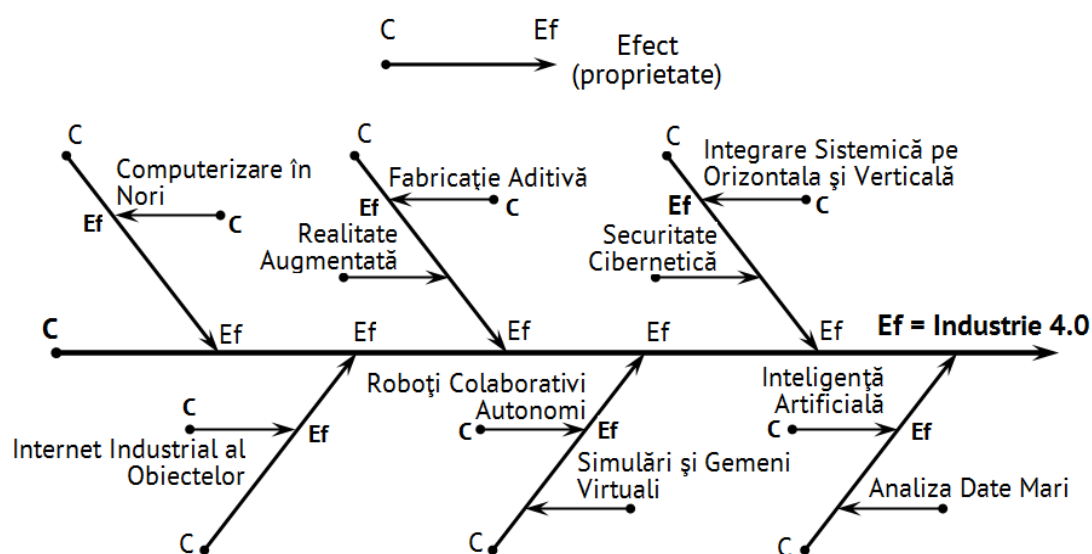 C Ef
Efect
(proprietate)
C C C
Computerizare în
Nori
Ef C
Fabricaţie Aditivă
Ef C
Realitate
Augmentată
Integrare Sistemică pe
Orizontala şi Verticală
Ef C
Securitate
Cibernetică
C Ef Ef Ef Ef Ef
Ef = Industrie 4.0
C
Ef
Internet Industrial al
Obiectelor
C
Roboţi Colaborativi
Autonomi
C Ef
Simulări şi Gemeni
Virtuali
C
Inteligenţă
Artificială
C Ef
Analiza Date Mari
C